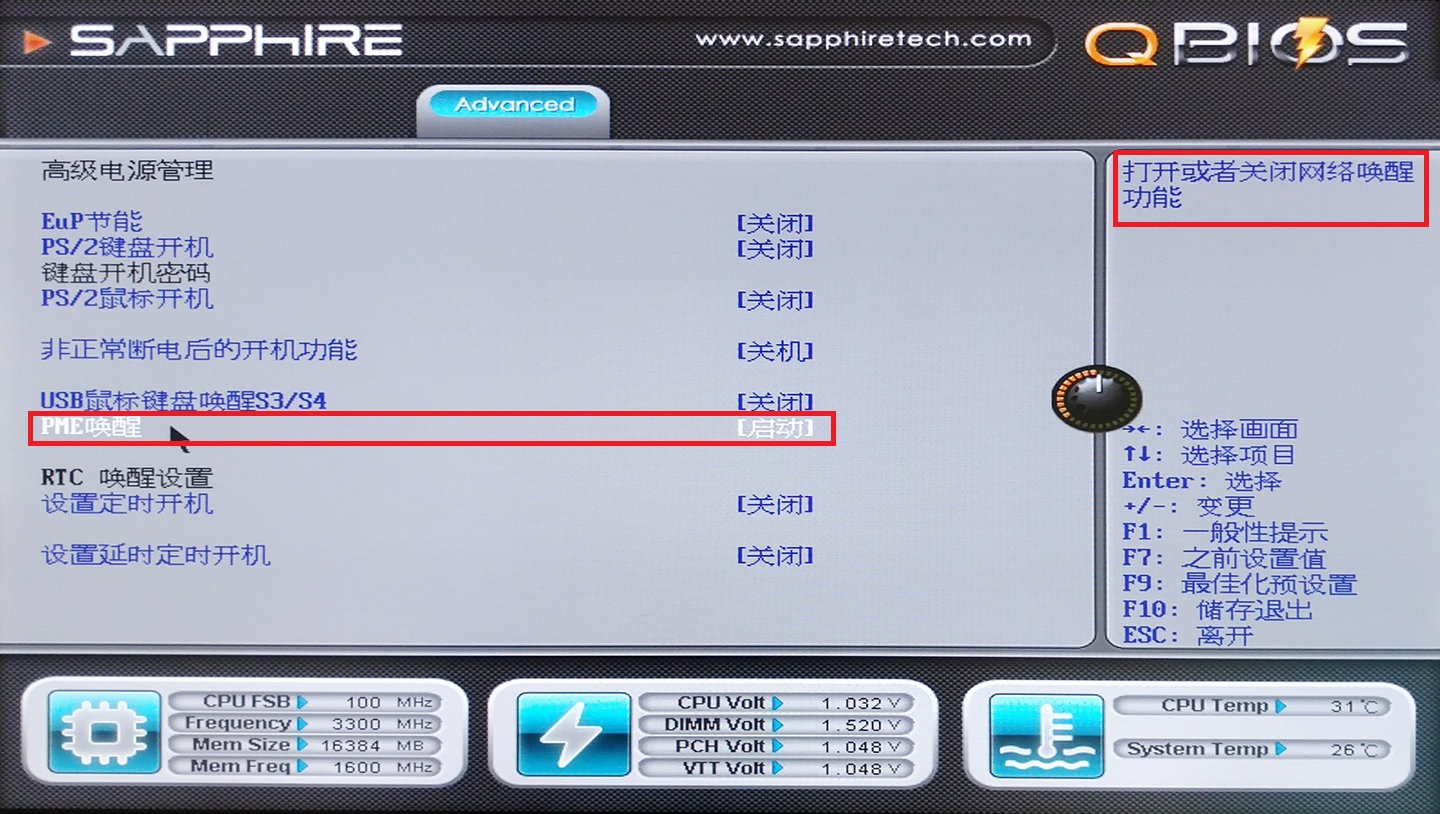 SAPPHIRE
www.sapphiretech.com
QBIOS
Advanced
高级电源管理
EuP节能 [关闭]
PS/2键盘开机 [关闭]
键盘开机密码
PS/2鼠标开机 [关闭]
非正常断电后的开机功能 [关机]
USB鼠标键盘唤醒S3/S4 [关闭]
PME唤醒 [启动]
RTC 唤醒设置
设置定时开机 [关闭]
设置延时定时开机 [关闭]
打开或者关闭网络唤醒
功能
→←: 选择画面
↑↓: 选择项目
Enter: 选择
+/-: 变更
F1: 一般性提示
F7: 之前设置值
F9: 最佳化预设置
F10: 储存退出
ESC: 离开
CPU FSB 100 MHz
Frequency 3300 MHz
Mem Size 16384 MB
Mem Freq 1600 MHz
CPU Volt 1.032 V
DIMM Volt 1.520 V
PCH Volt 1.048 V
VTT Volt 1.048 V
CPU Temp 31℃
System Temp 26℃